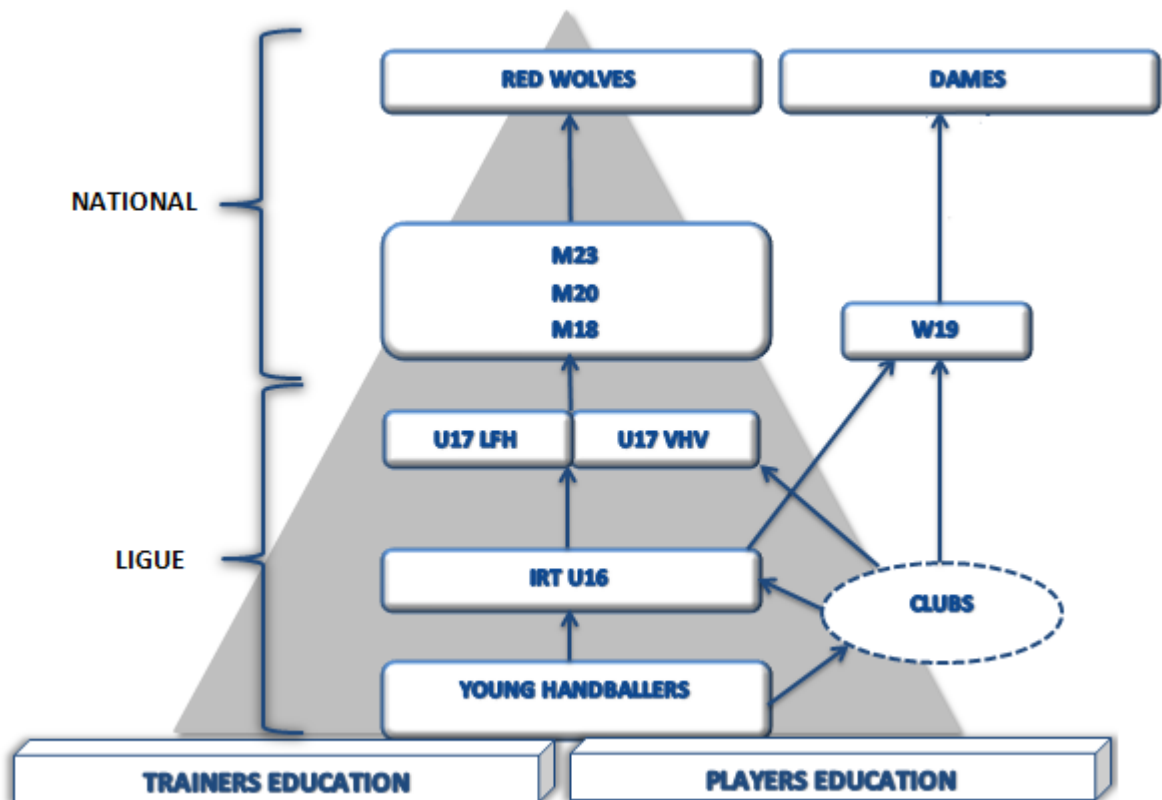 RED WOLVES
DAMES
NATIONAL
M23
M20
M18
W19
U17 LFH
U17 VHV
LIGUE
IRT U16
CLUBS
YOUNG HANDBALLERS
TRAINERS EDUCATION
PLAYERS EDUCATION